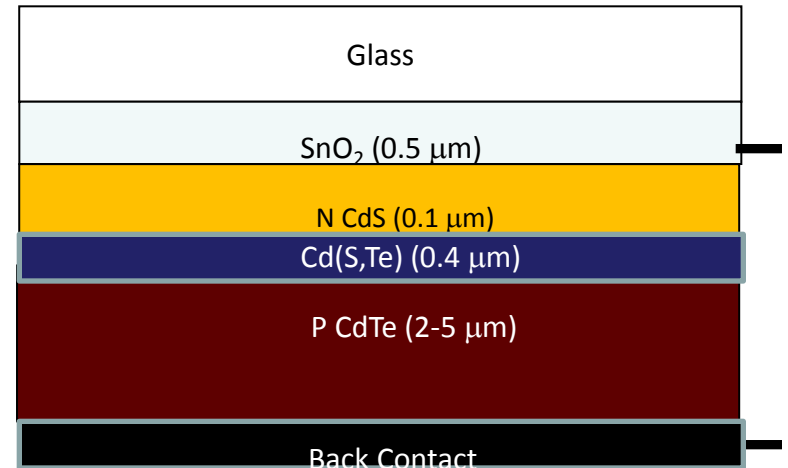 Glass
SnO₂ (0.5 μm)
N CdS (0.1 μm)
Cd(S,Te) (0.4 μm)
P CdTe (2-5 μm)
Back Contact